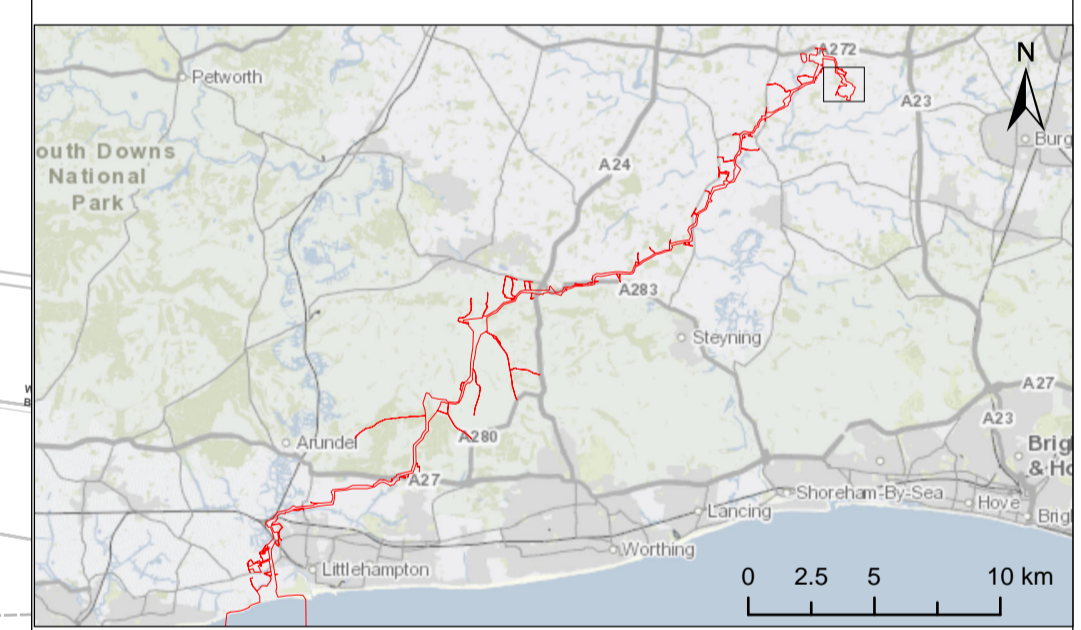 A272
N
Petworth
A23
Burg
outh Downs
National
Park
A24
A283
Steyning
A27
A23
Arundel
A280
Brig
& Ho
A27
Shoreham-By-Sea
Hove
Lancing
Brig
Worthing
Littlehampton
0 2.5 5 10 km
W
B